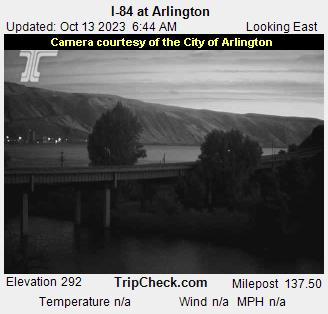 I-84 at Arlington
Updated: Oct 13 2023 6:44 AM Looking East
Camera courtesy of the City of Arlington
Elevation 292 TripCheck.com Milepost 137.50
Temperature n/a Wind n/a MPH n/a